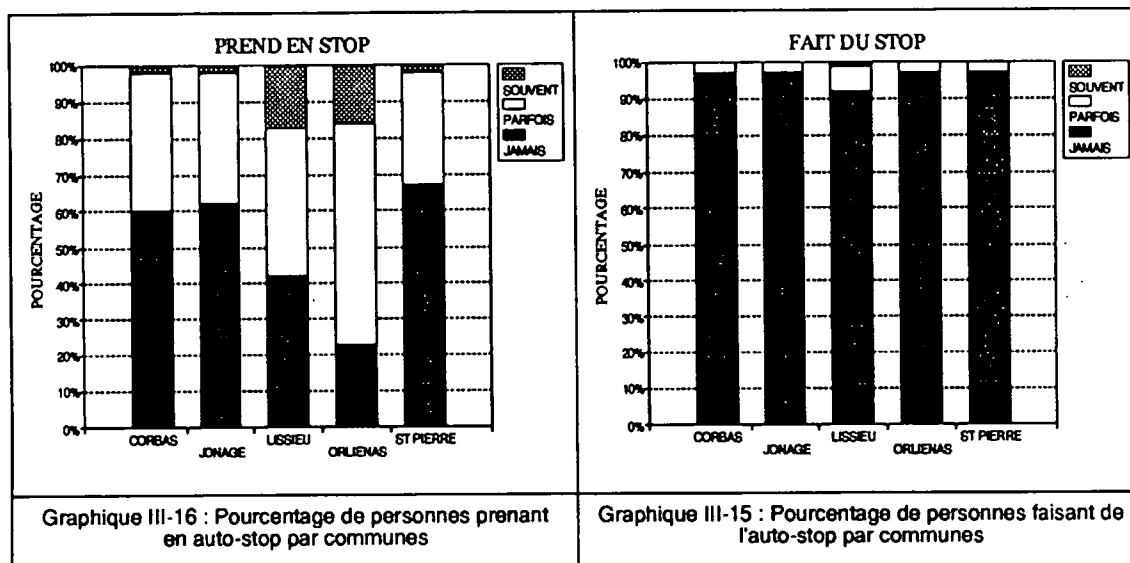 PREND EN STOP
POURCENTAGE
100%
90%
80%
70%
60%
50%
40%
30%
20%
10%
0%
CORBAS
JONAGE
LISSIEU
ORLIENAS
ST PIERRE
SOUVENT
PARFOIS
JAMAIS
Graphique III-16 : Pourcentage de personnes prenant
en auto-stop par communes
FAIT DU STOP
POURCENTAGE
100%
90%
80%
70%
60%
50%
40%
30%
20%
10%
0%
CORBAS
JONAGE
LISSIEU
ORLIENAS
ST PIERRE
SOUVENT
PARFOIS
JAMAIS
Graphique III-15 : Pourcentage de personnes faisant de
l'auto-stop par communes